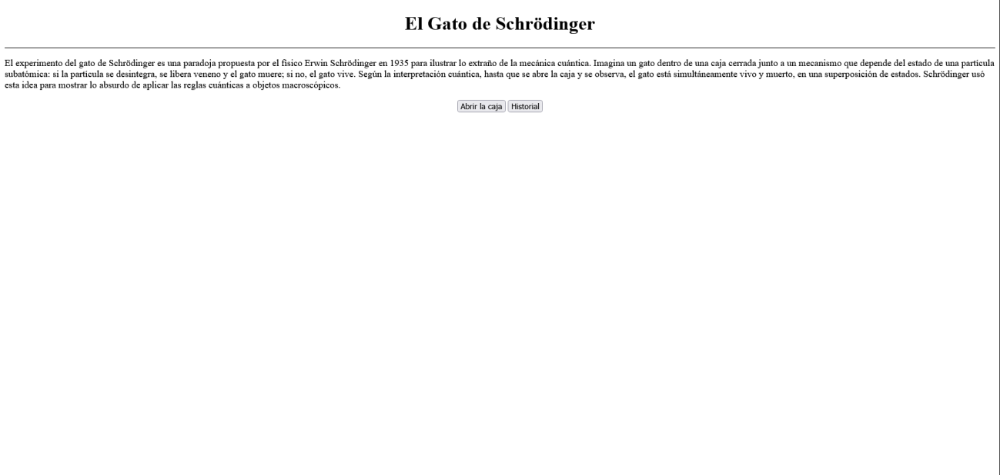 El Gato de Schrödinger
El experimento del gato de Schrödinger es una paradoja propuesta por el físico Erwin Schrödinger en 1935 para ilustrar lo extraño de la mecánica cuántica. Imagina un gato dentro de una caja cerrada junto a un mecanismo que depende del estado de una partícula
subatómica: si la partícula se desintegra, se libera veneno y el gato muere; si no, el gato vive. Según la interpretación cuántica, hasta que se abre la caja y se observa, el gato está simultáneamente vivo y muerto, en una superposición de estados. Schrödinger usó
esta idea para mostrar lo absurdo de aplicar las reglas cuánticas a objetos macroscópicos.
Abrir la caja Historial